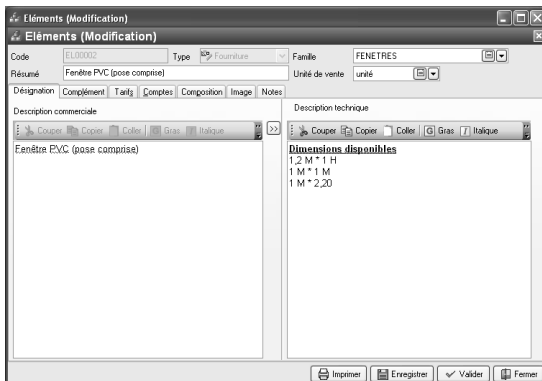 Eléments (Modification)
Eléments (Modification)
Code EL00002 Type Fourniture Famille FENETRES
Résumé Fenêtre PVC (pose comprise) Unité de vente unité
Désignation Complément Tarifs Comptes Composition Image Notes
Description commerciale Description technique
Couper Copier Coller G Gras I Italique >> Couper Copier Coller G Gras I Italique
Fenêtre PVC (pose comprise)
Dimensions disponibles
1,2 M * 1 H
1 M * 1 M
1 M * 2,20
Imprimer Enregistrer Valider Fermer